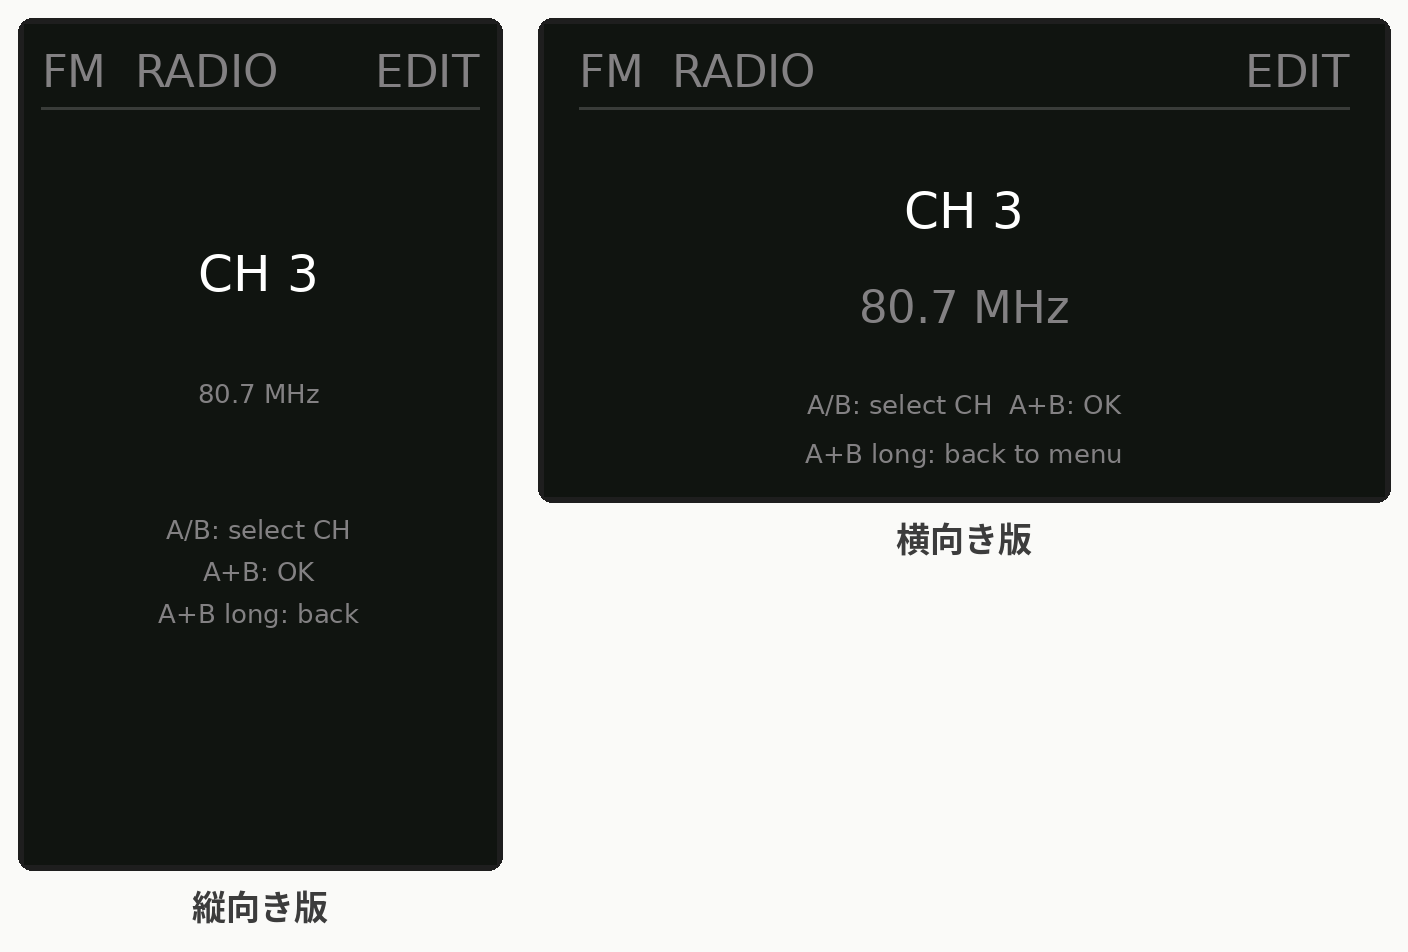 FM RADIO EDIT
CH 3
80.7 MHz
A/B: select CH
A+B: OK
A+B long: back
縦向き版
FM RADIO EDIT
CH 3
80.7 MHz
A/B: select CH A+B: OK
A+B long: back to menu
横向き版